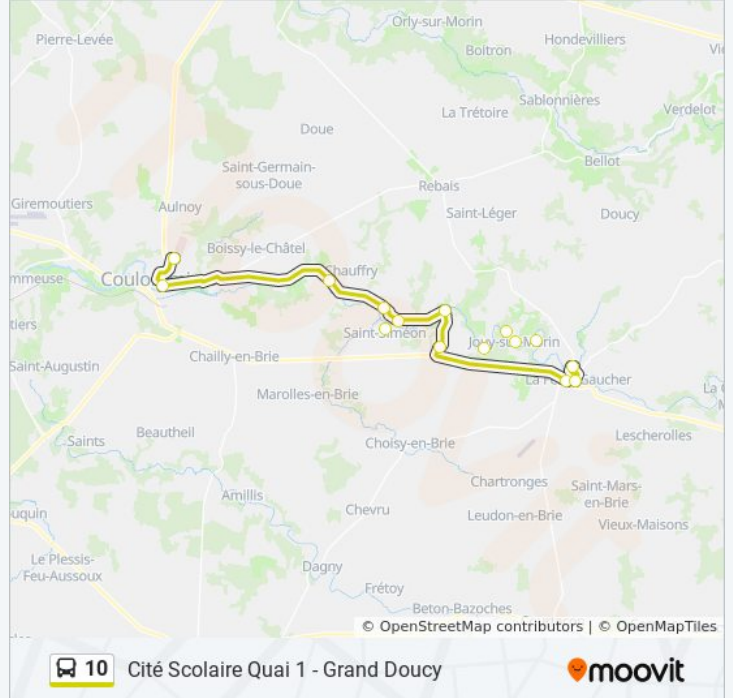 Orly-sur-Morin
Pierre-Levée
Hondevilliers
Boitron
Sablonnières
La Trétoire
Verdelot
Doue
Bellot
Saint-Germain-
sous-Doue
Rebais
Giremoutiers
Aulnoy
Saint-Léger
Doucy
Boissy-le-Châtel
Chauffry
Saint-Siméon
Chailly-en-Brie
Saint-Augustin
Marolles-en-Brie
Beautheil
Saints
Choisy-en-Brie
Lescherolles
Chartronges
Saint-Mars-
en-Brie
Amillis
Chevru
Leudon-en-Brie
Vieux-Maisons
Le Plessis-
Feu-Aussoux
Dagny
Frétoy
Beton-Bazoches
© OpenStreetMap contributors | © OpenMapTiles
10 Cité Scolaire Quai 1 - Grand Doucy
moovit